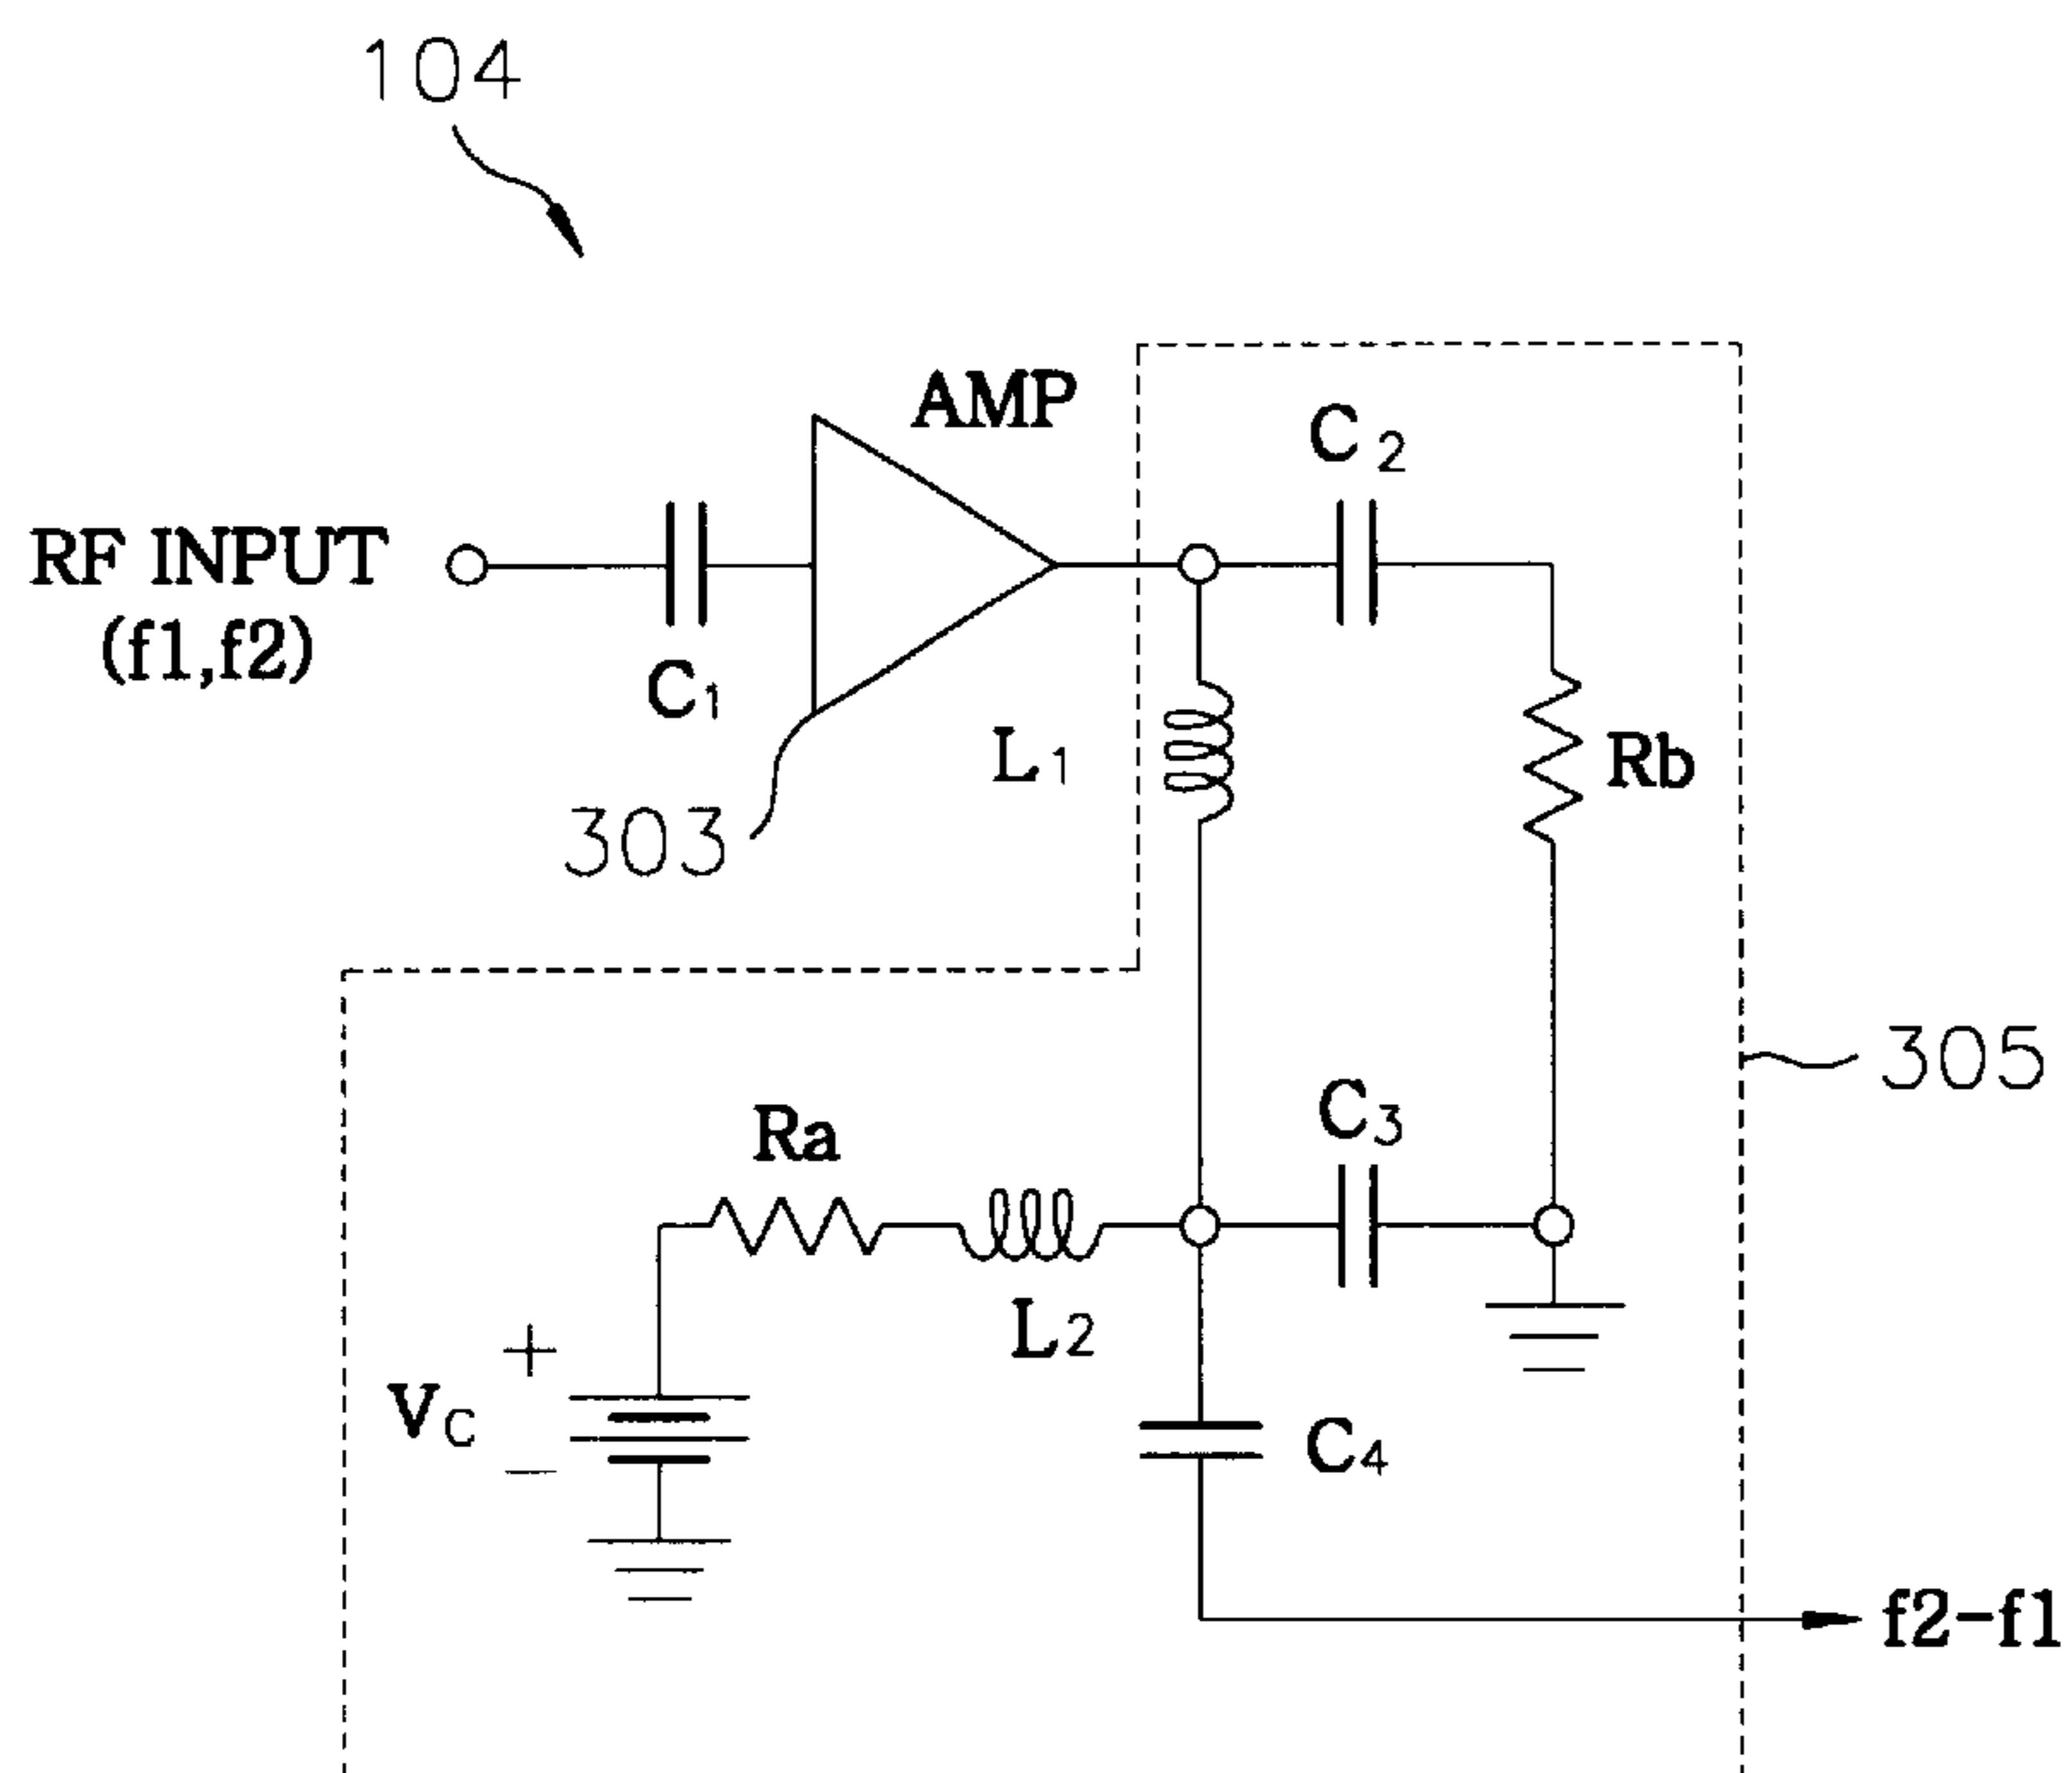 104
AMP
C2
RF INPUT
(f1,f2)
C1
L1
Rb
303
305
C3
Ra
L2
+
VC
−
C4
f2-f1